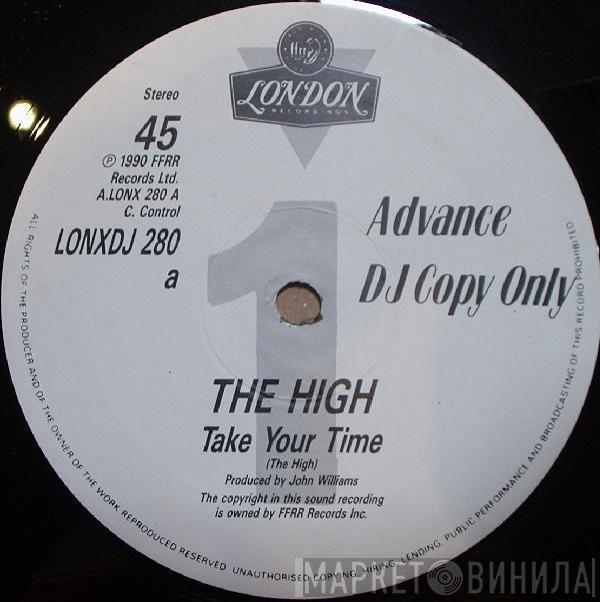 ffrr
LONDON
RECORDINGS
Stereo
45
℗ 1990 FFRR
Records Ltd.
A.LONX 280 A
C. Control
LONXDJ 280
a
Advance
DJ Copy Only
1
THE HIGH
Take Your Time
(The High)
Produced by John Williams
The copyright in this sound recording
is owned by FFRR Records Inc.
ALL RIGHTS OF THE PRODUCER AND OF THE OWNER OF THE WORK REPRODUCED RESERVED. UNAUTHORISED COPYING, HIRING, LENDING, PUBLIC PERFORMANCE AND BROADCASTING OF THIS RECORD PROHIBITED
МАРКЕТ ВИНИЛА